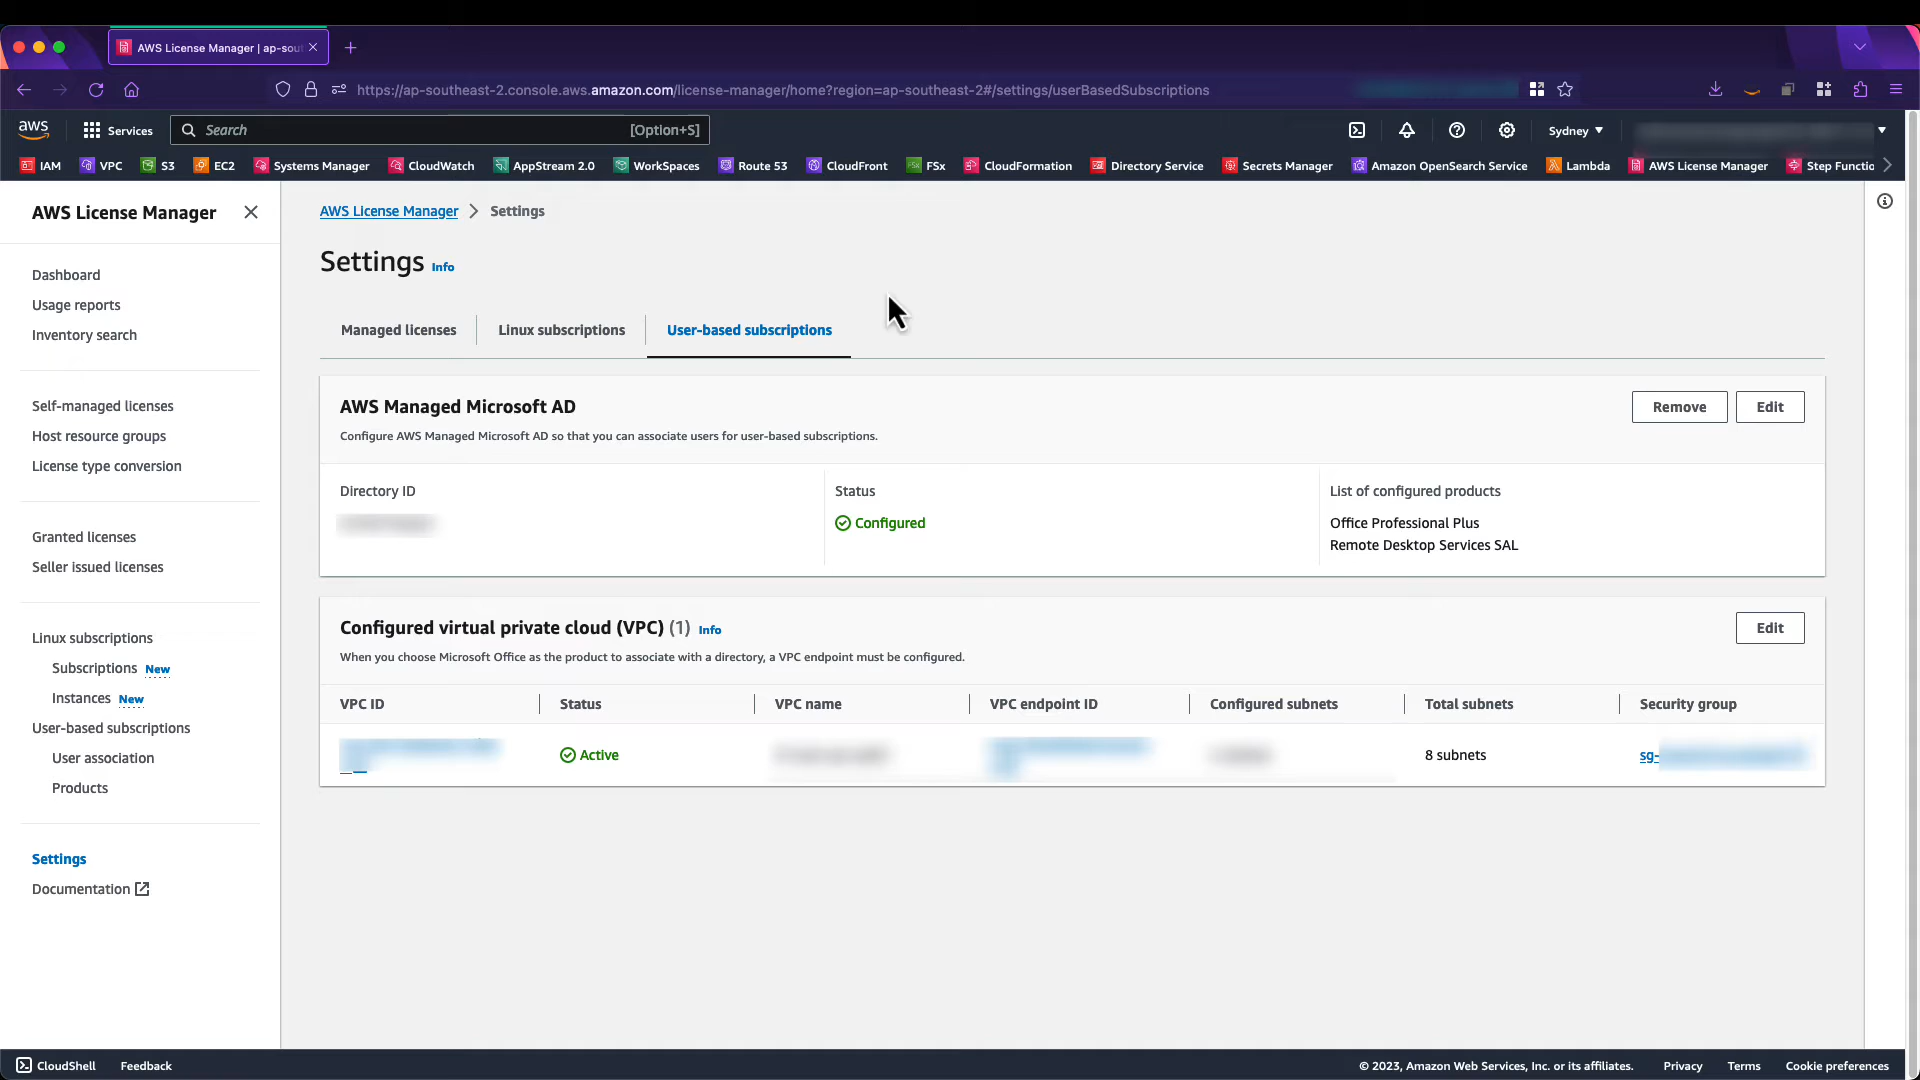 AWS License Manager | ap-sou
https://ap-southeast-2.console.aws.amazon.com/license-manager/home?region=ap-southeast-2#/settings/userBasedSubscriptions
aws Services Search [Option+S] Sydney
IAM VPC S3 EC2 Systems Manager CloudWatch AppStream 2.0 WorkSpaces Route 53 CloudFront FSx CloudFormation Directory Service Secrets Manager Amazon OpenSearch Service Lambda AWS License Manager Step Functio
AWS License Manager
Dashboard
Usage reports
Inventory search
Self-managed licenses
Host resource groups
License type conversion
Granted licenses
Seller issued licenses
Linux subscriptions
Subscriptions New
Instances New
User-based subscriptions
User association
Products
Settings
Documentation
AWS License Manager > Settings
Settings Info
Managed licenses Linux subscriptions User-based subscriptions
AWS Managed Microsoft AD Remove Edit
Configure AWS Managed Microsoft AD so that you can associate users for user-based subscriptions.
Directory ID Status List of configured products
Configured Office Professional Plus
Remote Desktop Services SAL
Configured virtual private cloud (VPC) (1) Info Edit
When you choose Microsoft Office as the product to associate with a directory, a VPC endpoint must be configured.
VPC ID Status VPC name VPC endpoint ID Configured subnets Total subnets Security group
Active 8 subnets sg-
CloudShell Feedback © 2023, Amazon Web Services, Inc. or its affiliates. Privacy Terms Cookie preferences